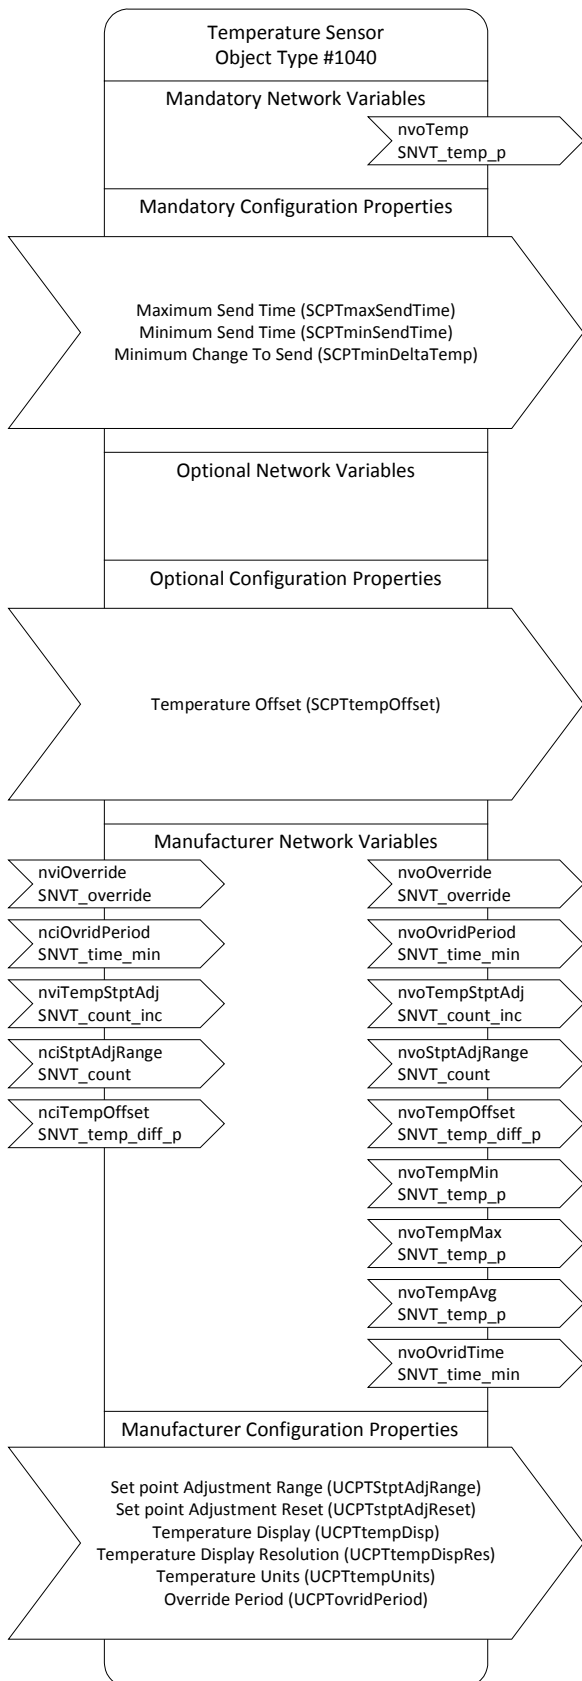 Temperature Sensor
Object Type #1040
Mandatory Network Variables
nvoTemp
SNVT_temp_p
Mandatory Configuration Properties
Maximum Send Time (SCPTmaxSendTime)
Minimum Send Time (SCPTminSendTime)
Minimum Change To Send (SCPTminDeltaTemp)
Optional Network Variables
Optional Configuration Properties
Temperature Offset (SCPTtempOffset)
Manufacturer Network Variables
nviOverride
SNVT_override
nvoOverride
SNVT_override
nciOvridPeriod
SNVT_time_min
nvoOvridPeriod
SNVT_time_min
nviTempStptAdj
SNVT_count_inc
nvoTempStptAdj
SNVT_count_inc
nciStptAdjRange
SNVT_count
nvoStptAdjRange
SNVT_count
nciTempOffset
SNVT_temp_diff_p
nvoTempOffset
SNVT_temp_diff_p
nvoTempMin
SNVT_temp_p
nvoTempMax
SNVT_temp_p
nvoTempAvg
SNVT_temp_p
nvoOvridTime
SNVT_time_min
Manufacturer Configuration Properties
Set point Adjustment Range (UCPTStptAdjRange)
Set point Adjustment Reset (UCPTstptAdjReset)
Temperature Display (UCPTtempDisp)
Temperature Display Resolution (UCPTtempDispRes)
Temperature Units (UCPTtempUnits)
Override Period (UCPTovridPeriod)